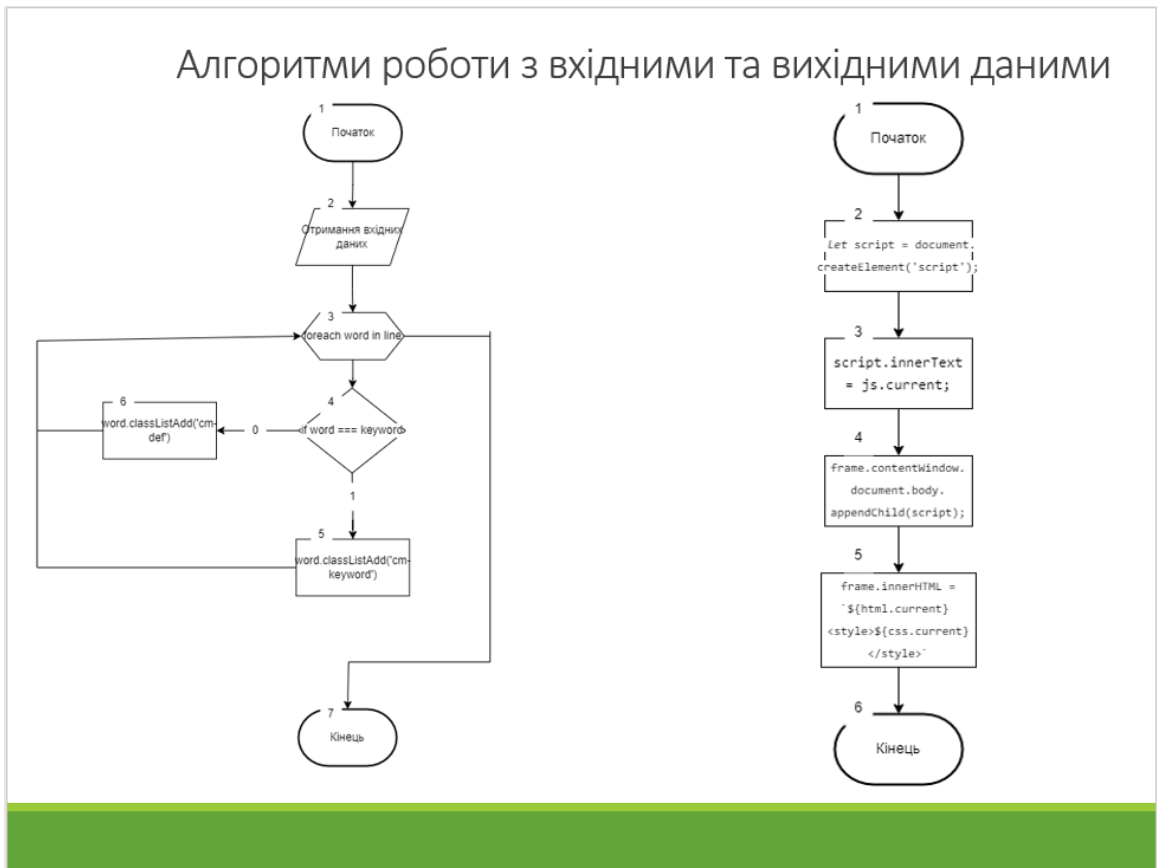 Алгоритми роботи з вхідними та вихідними даними
1
Початок
2
Отримання вхідних
даних
3
foreach word in line
4
if word === keyword
0
6
word.classListAdd('cm-
def')
1
5
word.classListAdd('cm-
keyword')
7
Кінець
1
Початок
2
Let script = document.
createElement('script');
3
script.innerText
= js.current;
4
frame.contentWindow.
document.body.
appendChild(script);
5
frame.innerHTML =
`${html.current}
<style>${css.current}
</style>`
6
Кінець